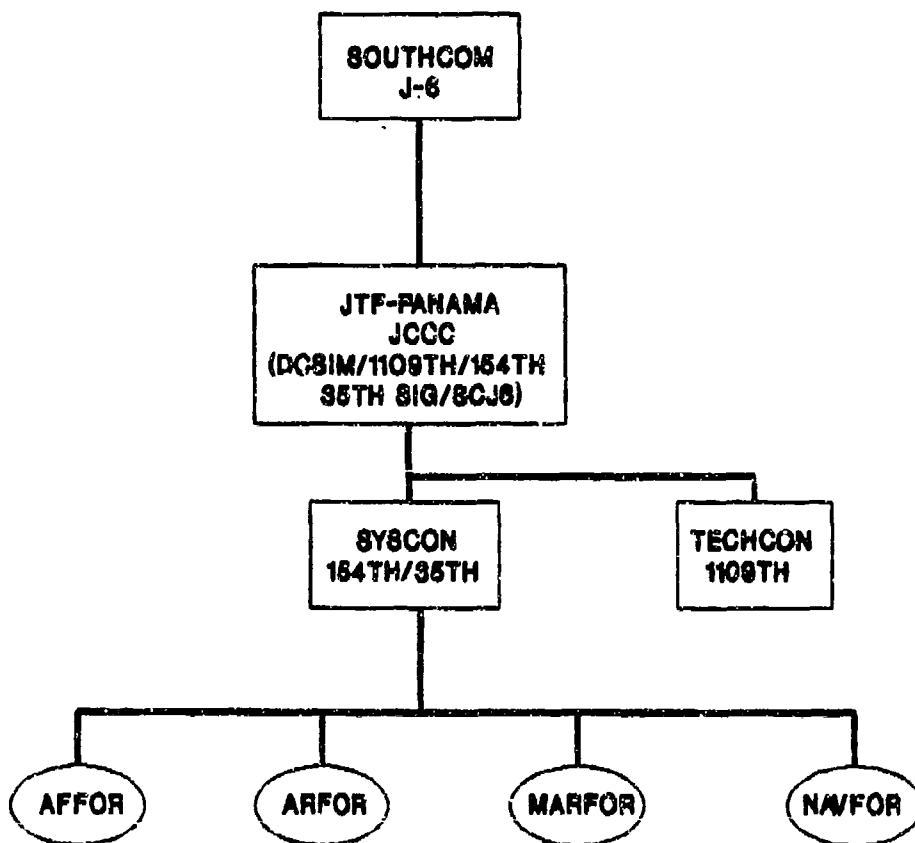 SOUTHCOM
J-6
JTF-PANAMA
JCCC
(DCSIM/1109TH/154TH
35TH SIG/SCJ6)
SYSCON
154TH/35TH
TECHCON
1109TH
AFFOR
ARFOR
MARFOR
NAVFOR